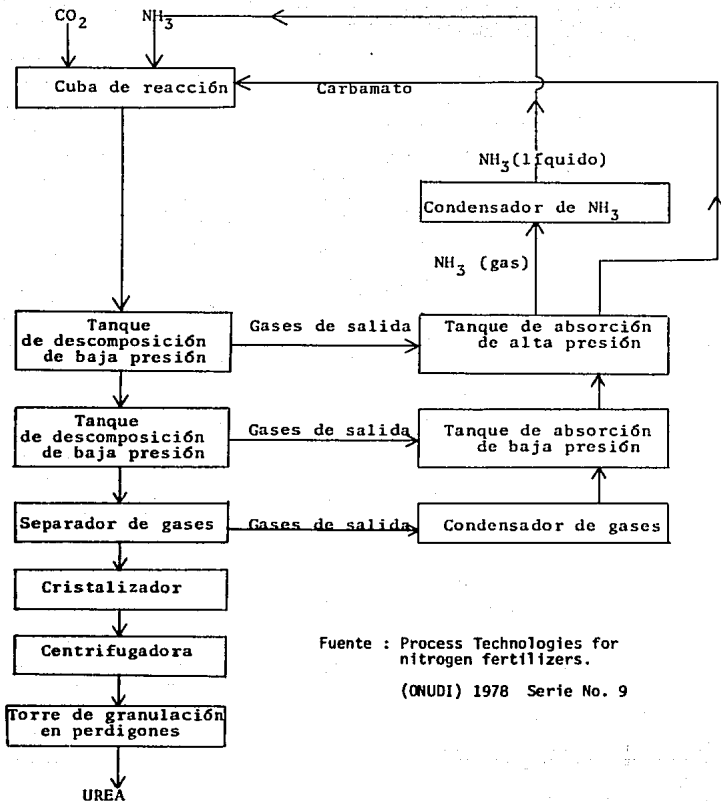 CO2
NH3
Cuba de reacción
Carbamato
NH3(líquido)
Condensador de NH3
NH3 (gas)
Tanque
de descomposición
de baja presión
Gases de salida
Tanque de absorción
de alta presión
Tanque
de descomposición
de baja presión
Gases de salida
Tanque de absorción
de baja presión
Separador de gases
Gases de salida
Condensador de gases
Cristalizador
Centrifugadora
Torre de granulación
en perdigones
UREA
Fuente : Process Technologies for
nitrogen fertilizers.
(ONUDI) 1978 Serie No. 9